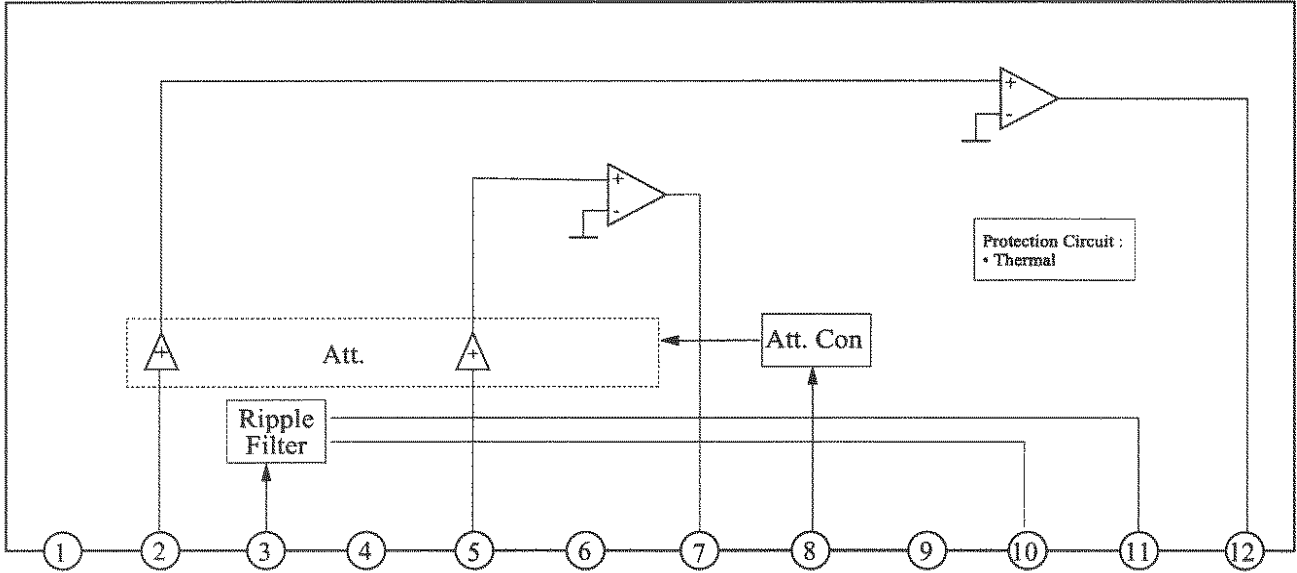 +
-
+
-
Protection Circuit :
• Thermal
+
Att.
+
Att. Con
Ripple
Filter
1 2 3 4 5 6 7 8 9 10 11 12